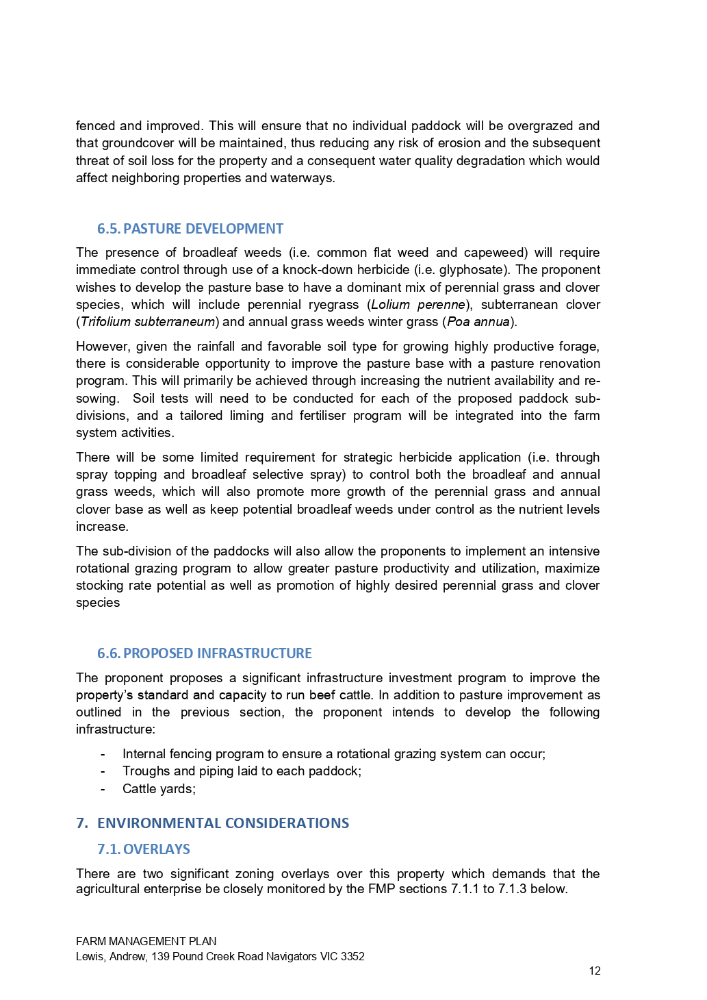 fenced and improved. This will ensure that no individual paddock will be overgrazed and
that groundcover will be maintained, thus reducing any risk of erosion and the subsequent
threat of soil loss for the property and a consequent water quality degradation which would
affect neighboring properties and waterways.
6.5. PASTURE DEVELOPMENT
The presence of broadleaf weeds (i.e. common flat weed and capeweed) will require
immediate control through use of a knock-down herbicide (i.e. glyphosate). The proponent
wishes to develop the pasture base to have a dominant mix of perennial grass and clover
species, which will include perennial ryegrass (Lolium perenne), subterranean clover
(Trifolium subterraneum) and annual grass weeds winter grass (Poa annua).
However, given the rainfall and favorable soil type for growing highly productive forage,
there is considerable opportunity to improve the pasture base with a pasture renovation
program. This will primarily be achieved through increasing the nutrient availability and re-
sowing. Soil tests will need to be conducted for each of the proposed paddock sub-
divisions, and a tailored liming and fertiliser program will be integrated into the farm
system activities.
There will be some limited requirement for strategic herbicide application (i.e. through
spray topping and broadleaf selective spray) to control both the broadleaf and annual
grass weeds, which will also promote more growth of the perennial grass and annual
clover base as well as keep potential broadleaf weeds under control as the nutrient levels
increase.
The sub-division of the paddocks will also allow the proponents to implement an intensive
rotational grazing program to allow greater pasture productivity and utilization, maximize
stocking rate potential as well as promotion of highly desired perennial grass and clover
species
6.6. PROPOSED INFRASTRUCTURE
The proponent proposes a significant infrastructure investment program to improve the
property’s standard and capacity to run beef cattle. In addition to pasture improvement as
outlined in the previous section, the proponent intends to develop the following
infrastructure:
- Internal fencing program to ensure a rotational grazing system can occur;
- Troughs and piping laid to each paddock;
- Cattle yards;
7. ENVIRONMENTAL CONSIDERATIONS
7.1. OVERLAYS
There are two significant zoning overlays over this property which demands that the
agricultural enterprise be closely monitored by the FMP sections 7.1.1 to 7.1.3 below.
FARM MANAGEMENT PLAN
Lewis, Andrew, 139 Pound Creek Road Navigators VIC 3352
12